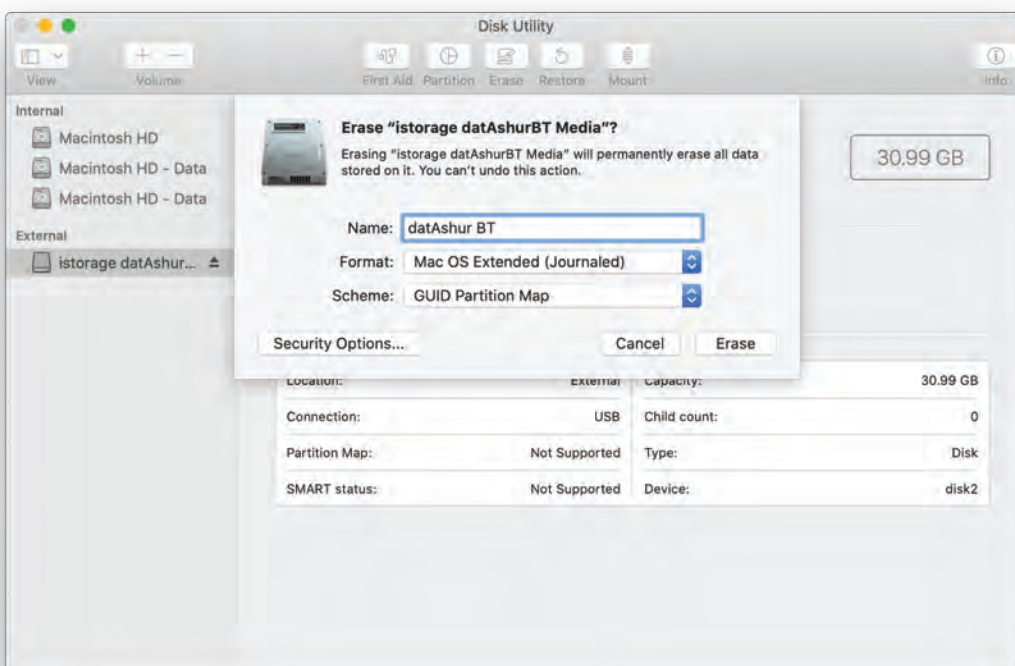 Disk Utility
View
Volume
First Aid Partition Erase Restore Mount
Info
Internal
Macintosh HD
Macintosh HD - Data
Macintosh HD - Data
External
istorage datAshur...
Erase “istorage datAshurBT Media”?
Erasing “istorage datAshurBT Media” will permanently erase all data
stored on it. You can’t undo this action.
Name: datAshur BT
Format: Mac OS Extended (Journaled)
Scheme: GUID Partition Map
Security Options...
Cancel
Erase
30.99 GB
Location: External
Capacity: 30.99 GB
Connection: USB
Child count: 0
Partition Map: Not Supported
Type: Disk
SMART status: Not Supported
Device: disk2